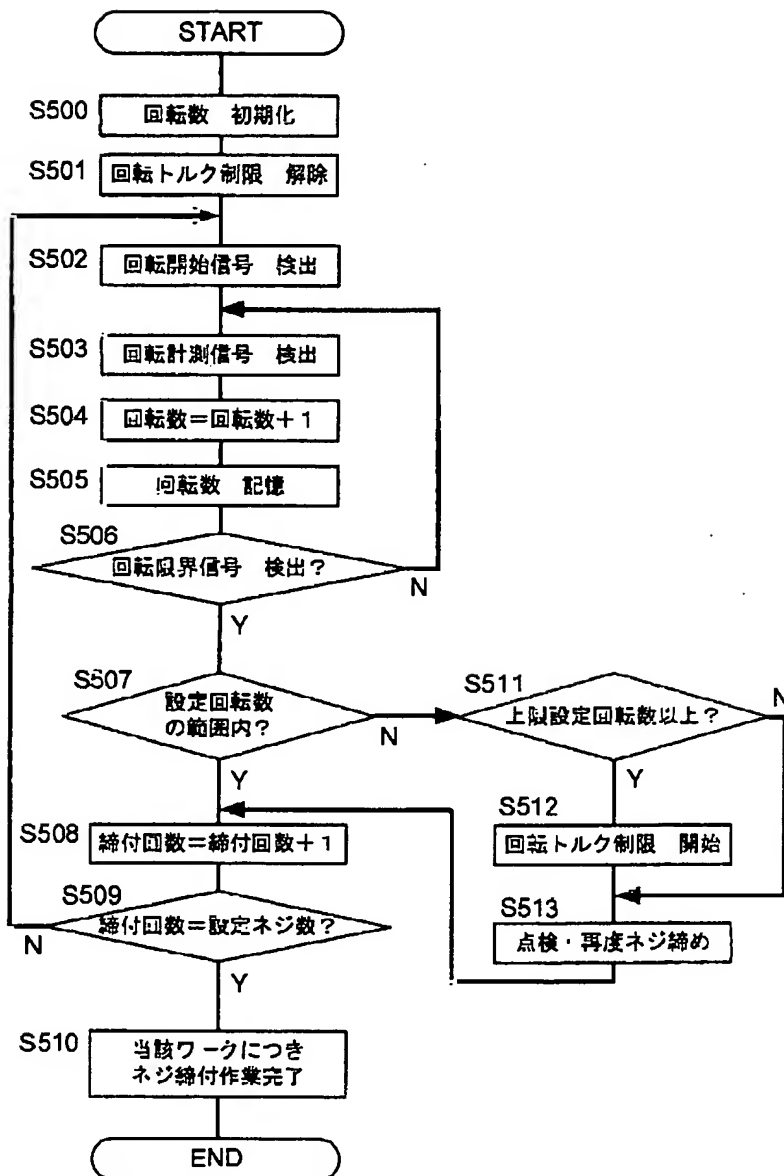 START
S500
回転数 初期化
S501
回転トルク制限 解除
S502
回転開始信号 検出
S503
回転計測信号 検出
S504
回転数=回転数+1
S505
回転数 記憶
S506
回転限界信号 検出?
N
Y
S507
設定回転数
の範囲内?
N
Y
S511
上限設定回転数以上?
N
Y
S512
回転トルク制限 開始
S513
点検・再度ネジ締め
S508
締付回数=締付回数+1
S509
締付回数=設定ネジ数?
N
Y
S510
当該ワークにつき
ネジ締付作業完了
END